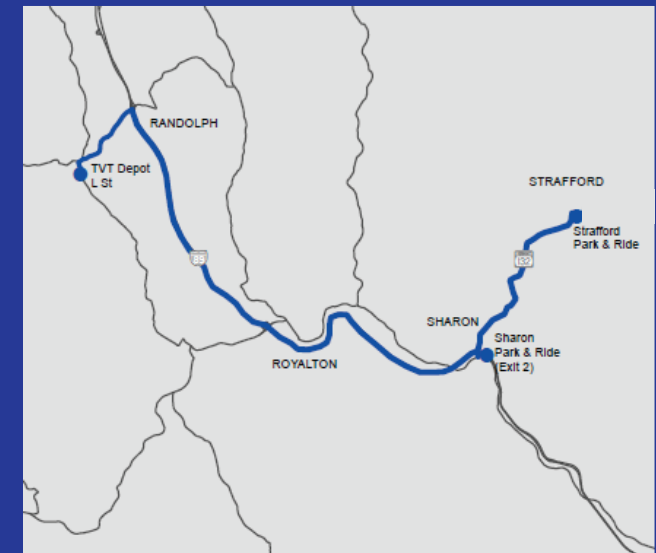 RANDOLPH
TVT Depot
L St
STRAFFORD
Strafford
Park & Ride
89
132
SHARON
Sharon
Park & Ride
(Exit 2)
ROYALTON